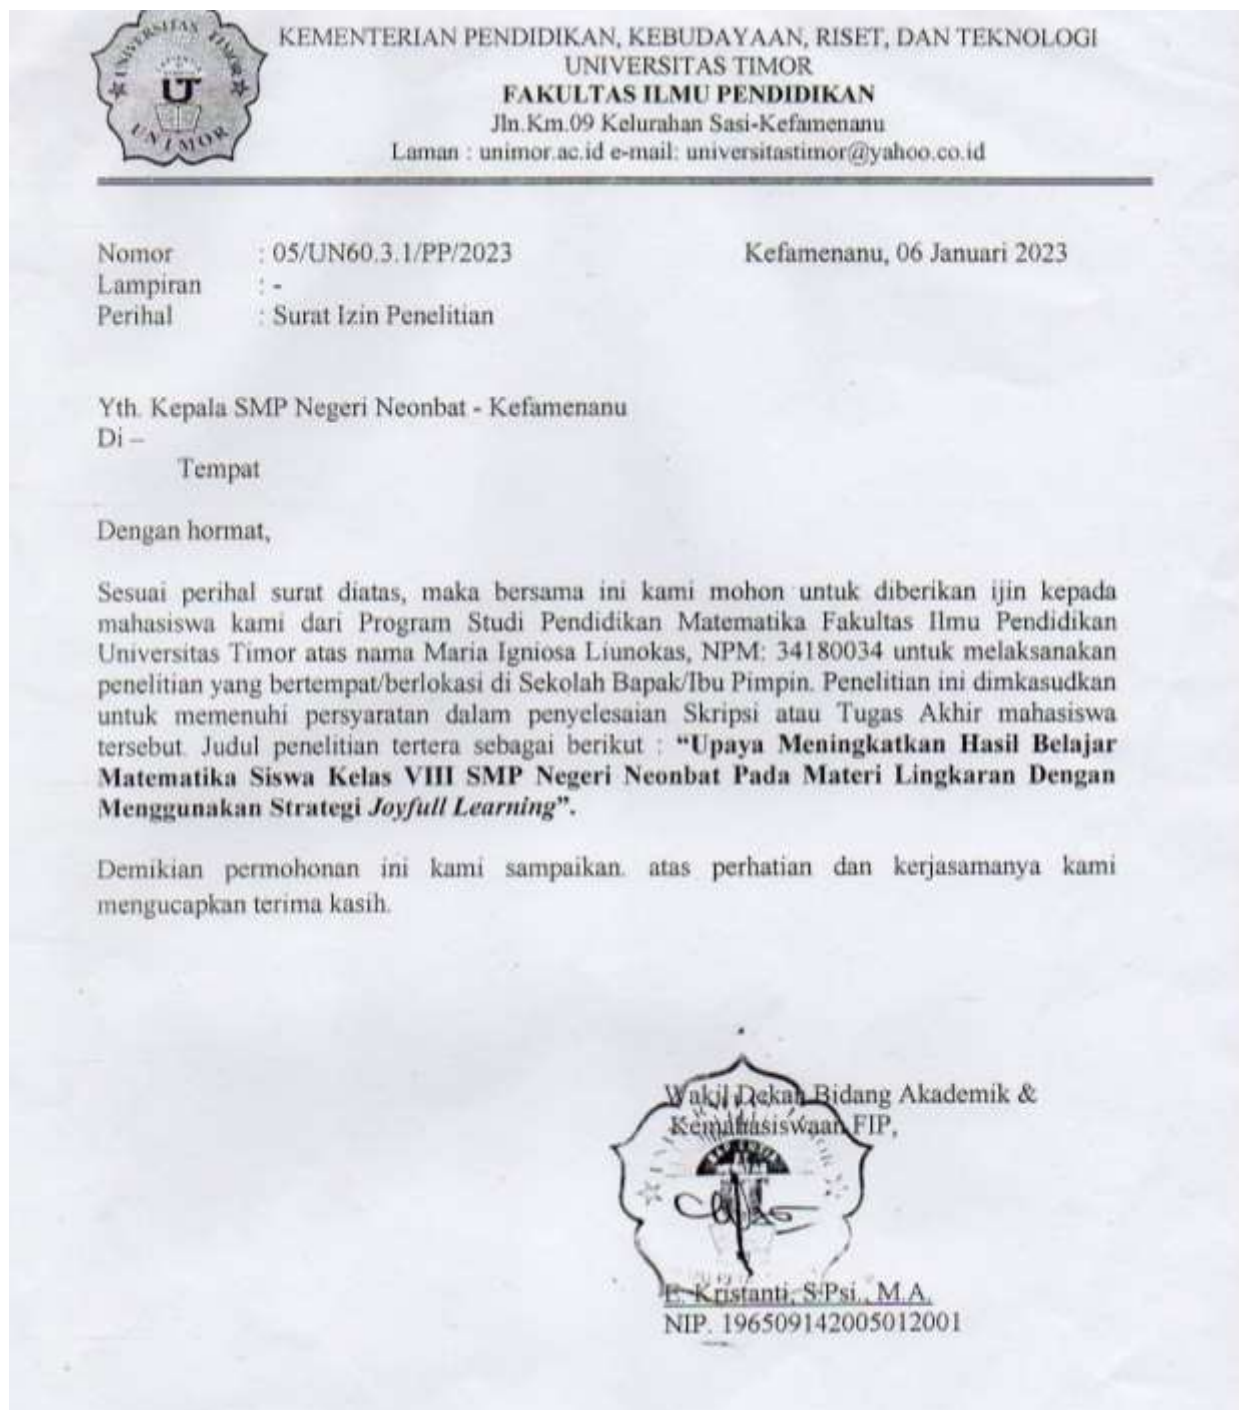 UNIVERSITAS TIMOR
UT
UNIMOR
KEMENTERIAN PENDIDIKAN, KEBUDAYAAN, RISET, DAN TEKNOLOGI
UNIVERSITAS TIMOR
FAKULTAS ILMU PENDIDIKAN
Jln.Km.09 Kelurahan Sasi-Kefamenanu
Laman : unimor.ac.id e-mail: universitastimor@yahoo.co.id
Nomor : 05/UN60.3.1/PP/2023 Kefamenanu, 06 Januari 2023
Lampiran : -
Perihal : Surat Izin Penelitian
Yth. Kepala SMP Negeri Neonbat - Kefamenanu
Di –
Tempat
Dengan hormat,
Sesuai perihal surat diatas, maka bersama ini kami mohon untuk diberikan ijin kepada
mahasiswa kami dari Program Studi Pendidikan Matematika Fakultas Ilmu Pendidikan
Universitas Timor atas nama Maria Igniosa Liunokas, NPM: 34180034 untuk melaksanakan
penelitian yang bertempat/berlokasi di Sekolah Bapak/Ibu Pimpin. Penelitian ini dimkasudkan
untuk memenuhi persyaratan dalam penyelesaian Skripsi atau Tugas Akhir mahasiswa
tersebut. Judul penelitian tertera sebagai berikut : “Upaya Meningkatkan Hasil Belajar
Matematika Siswa Kelas VIII SMP Negeri Neonbat Pada Materi Lingkaran Dengan
Menggunakan Strategi Joyfull Learning”.
Demikian permohonan ini kami sampaikan. atas perhatian dan kerjasamanya kami
mengucapkan terima kasih.
Wakil Dekan Bidang Akademik &
Kemahasiswaan FIP,
E. Kristanti, S.Psi., M.A.
NIP. 196509142005012001